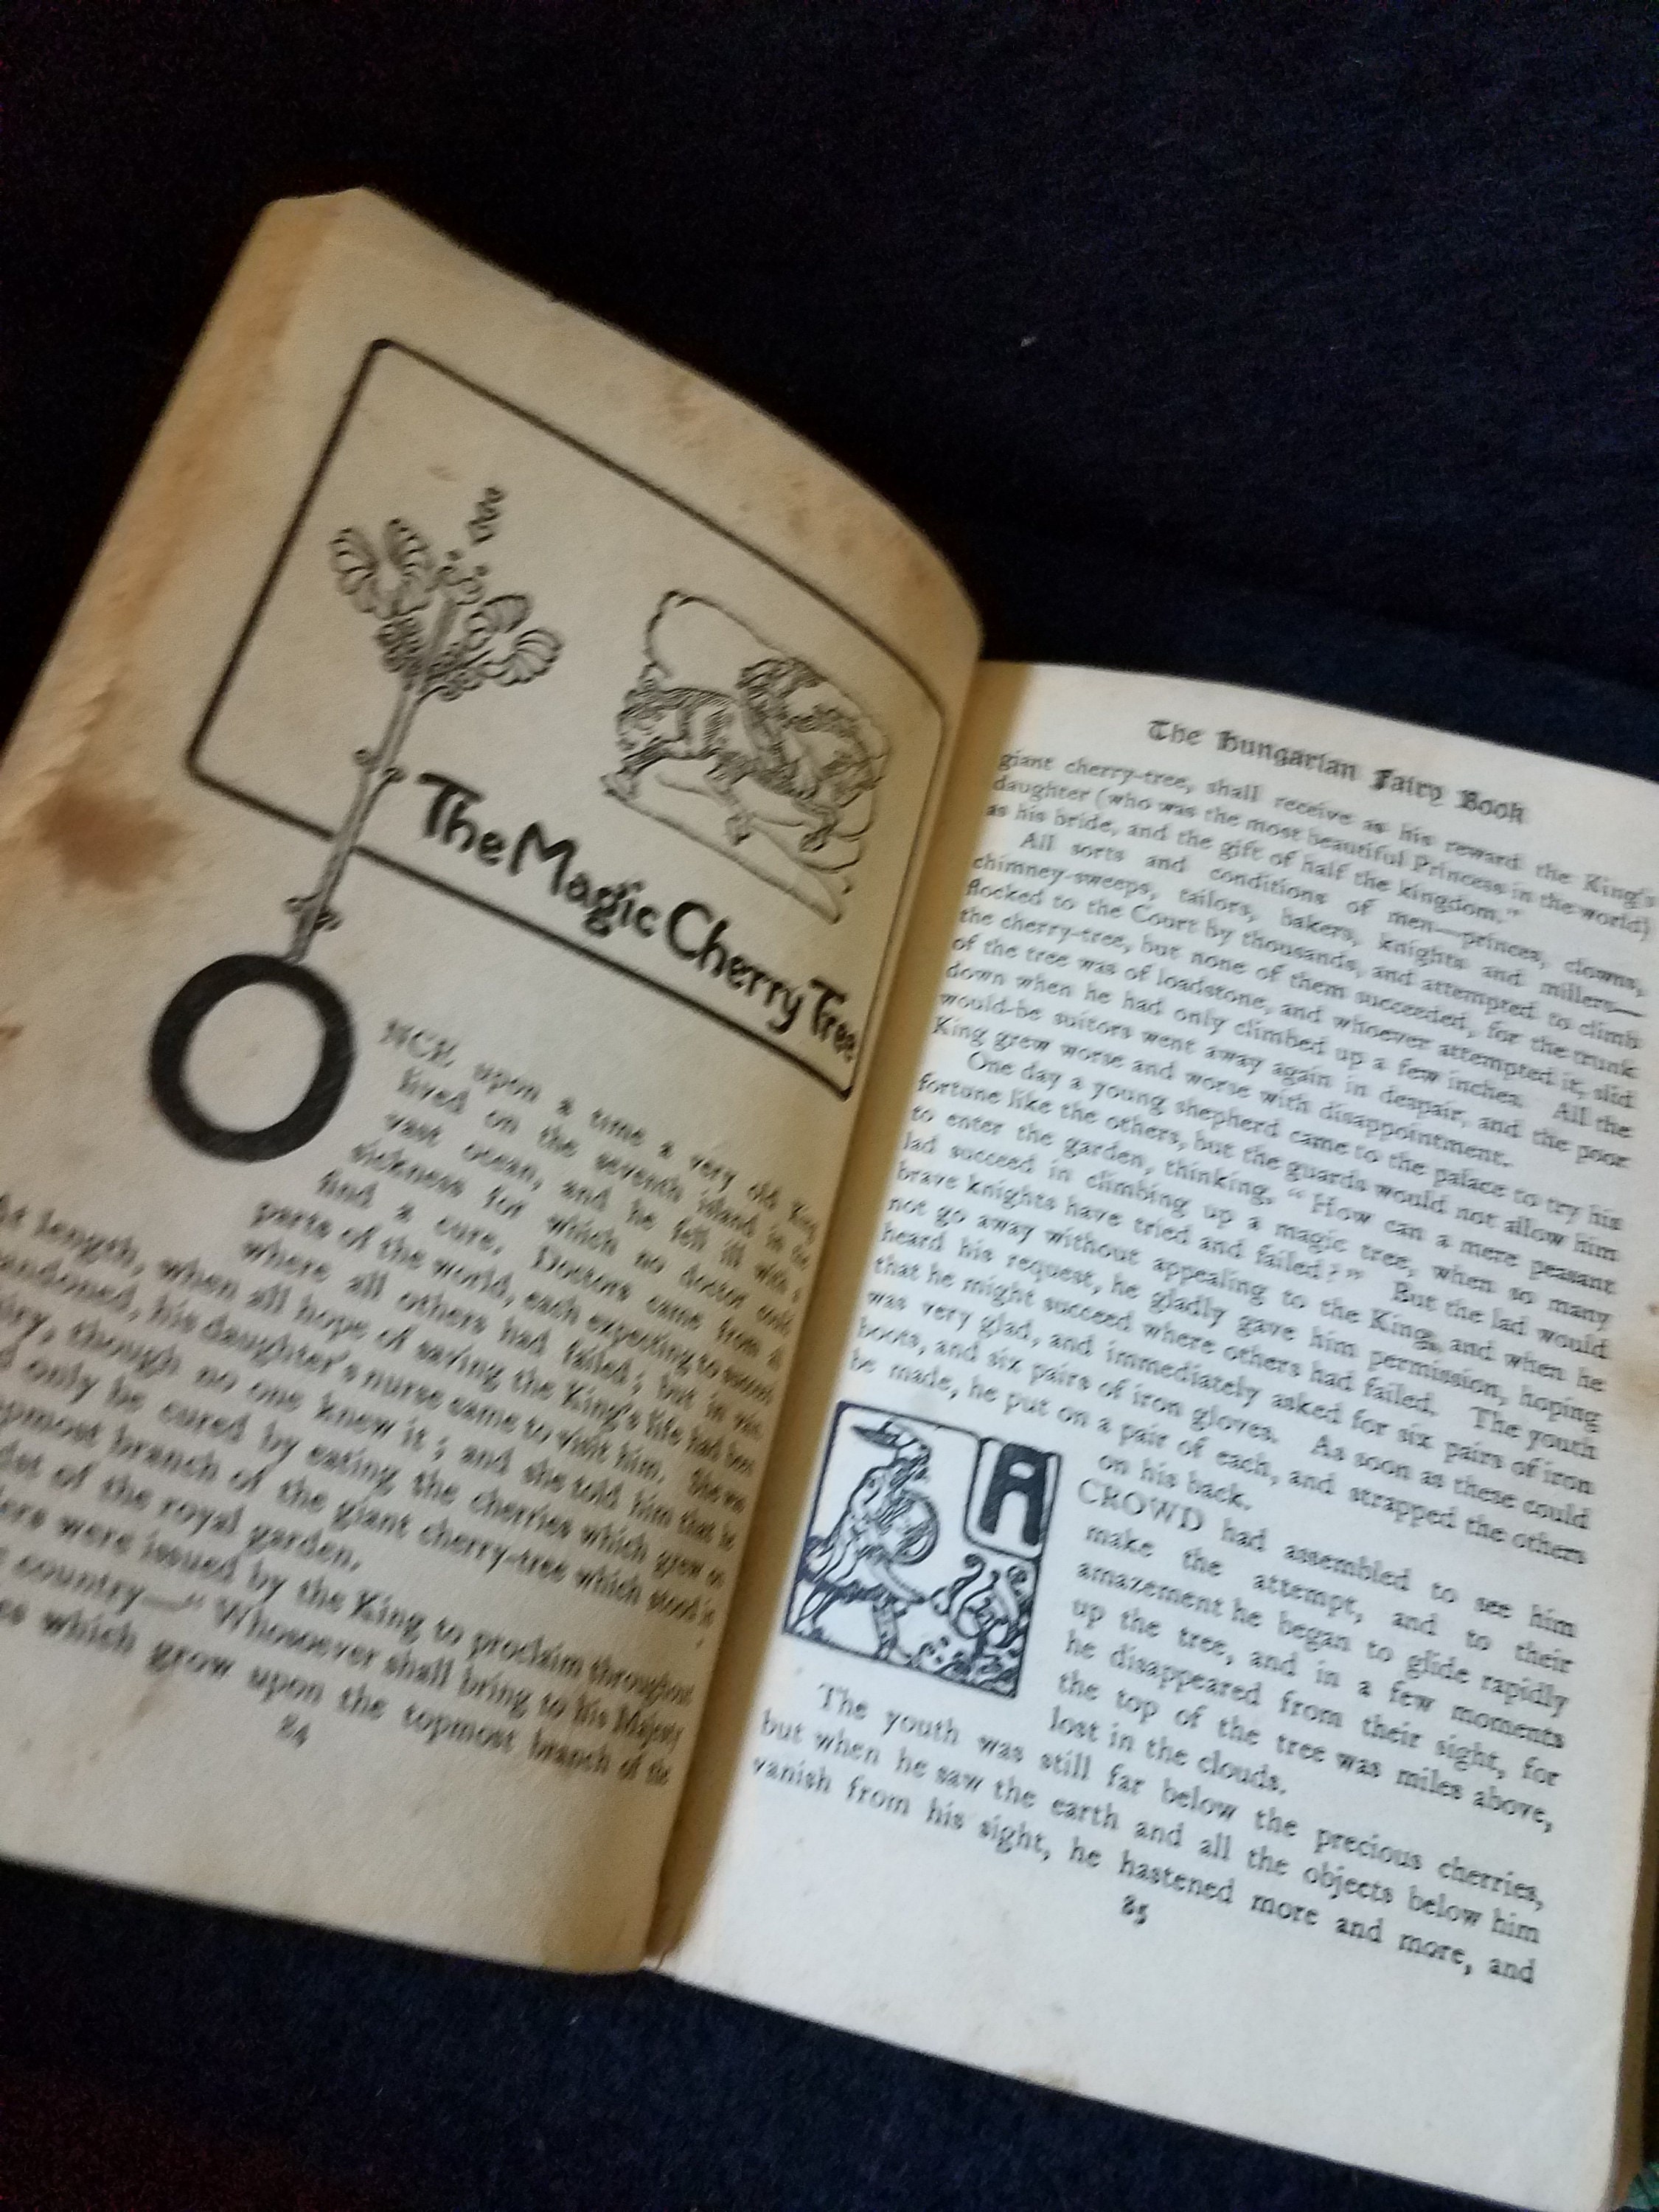 The Magic Cherry Tree
ONCE upon a time a very old King
lived on the seventh island in the
vast ocean, and he fell ill with a
sickness for which no doctor could
find a cure. Doctors came from all
parts of the world, each expecting to
where all others had failed; but in vain.
At length, when all hope of saving the King's life had been
his daughter's nurse came to visit him. She was
though no one knew it; and she told him that he
only be cured by eating the cherries which grew on
branch of the giant cherry-tree which stood in
of the royal garden.
were issued by the King to proclaim throughout
country—"Whosoever shall bring to his Majesty
which grow upon the topmost branch of the
84
The Hungarian Fairy Book
giant cherry-tree, shall receive as his reward the King's
daughter (who was the most beautiful Princess in the world)
as his bride, and the gift of half the kingdom."
All sorts and conditions of men—princes, clowns,
chimney-sweeps, tailors, bakers, knights and millers—
flocked to the Court by thousands, and attempted to climb
the cherry-tree, but none of them succeeded, for the trunk
of the tree was of loadstone, and whoever attempted it, slid
down when he had only climbed up a few inches. All the
would-be suitors went away again in despair, and the poor
King grew worse and worse with disappointment.
One day a young shepherd came to the palace to try his
fortune like the others, but the guards would not allow him
to enter the garden, thinking, "How can a mere peasant
lad succeed in climbing up a magic tree, when so many
brave knights have tried and failed?" But the lad would
not go away without appealing to the King, and when he
heard his request, he gladly gave him permission, hoping
that he might succeed where others had failed. The youth
was very glad, and immediately asked for six pairs of iron
boots, and six pairs of iron gloves. As soon as these could
be made, he put on a pair of each, and strapped the others
on his back.
A CROWD had assembled to see him
make the attempt, and to their
amazement he began to glide rapidly
up the tree, and in a few moments
he disappeared from their sight, for
the top of the tree was miles above,
lost in the clouds.
The youth was still far below the precious cherries,
but when he saw the earth and all the objects below him
vanish from his sight, he hastened more and more, and
85